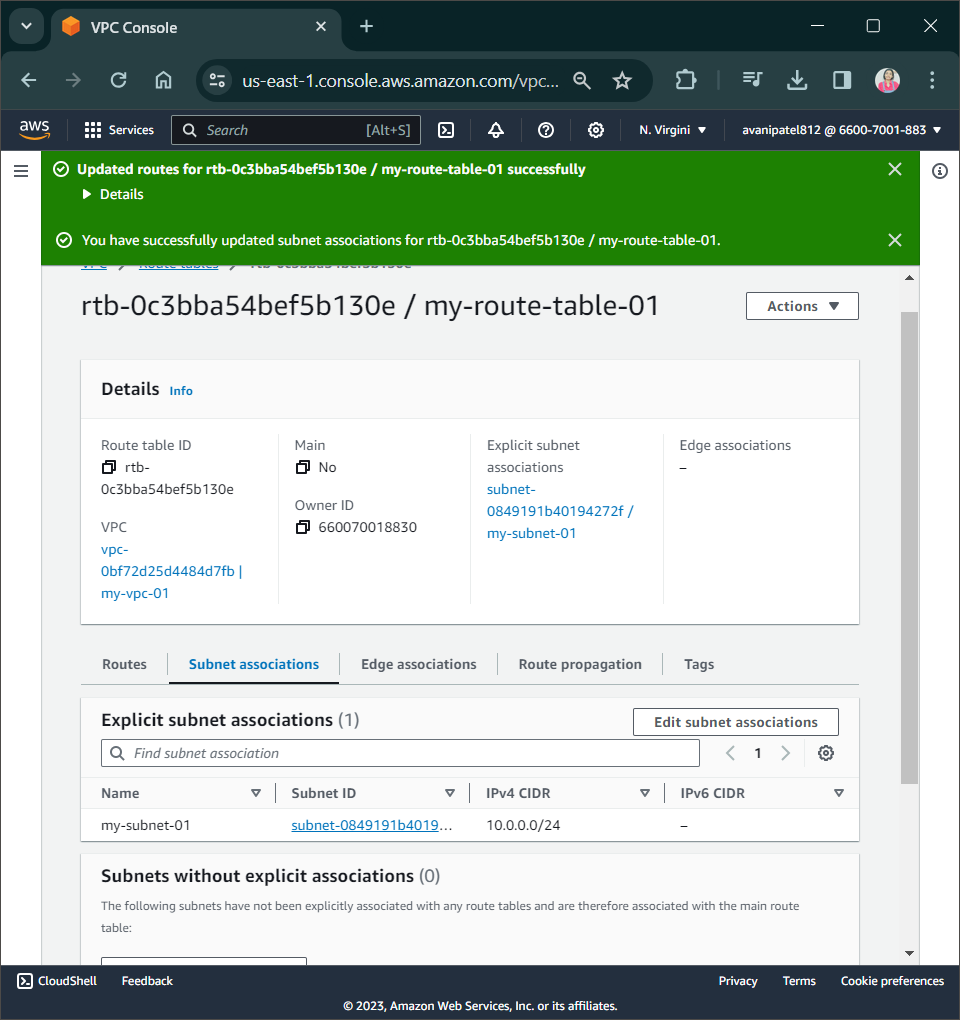 VPC Console
us-east-1.console.aws.amazon.com/vpc...
aws
Services
Search [Alt+S]
N. Virgini
avanipatel812 @ 6600-7001-883
Updated routes for rtb-0c3bba54bef5b130e / my-route-table-01 successfully
Details
You have successfully updated subnet associations for rtb-0c3bba54bef5b130e / my-route-table-01.
VPC Route tables rtb-0c3bba54bef5b130e
rtb-0c3bba54bef5b130e / my-route-table-01
Actions
Details Info
Route table ID
rtb-
0c3bba54bef5b130e
VPC
vpc-
0bf72d25d4484d7fb |
my-vpc-01
Main
No
Owner ID
660070018830
Explicit subnet
associations
subnet-
0849191b40194272f /
my-subnet-01
Edge associations
–
Routes Subnet associations Edge associations Route propagation Tags
Explicit subnet associations (1)
Edit subnet associations
Find subnet association
1
Name Subnet ID IPv4 CIDR IPv6 CIDR
my-subnet-01 subnet-0849191b4019... 10.0.0.0/24 –
Subnets without explicit associations (0)
The following subnets have not been explicitly associated with any route tables and are therefore associated with the main route
table:
CloudShell Feedback Privacy Terms Cookie preferences
© 2023, Amazon Web Services, Inc. or its affiliates.